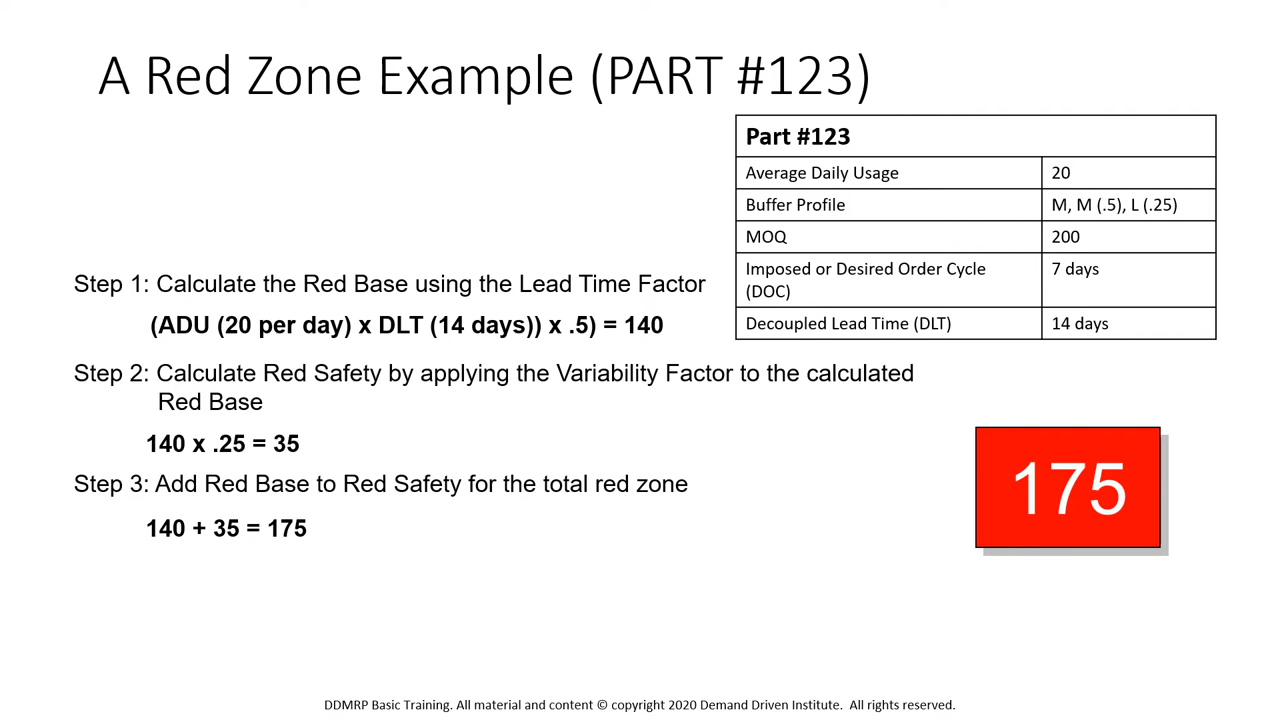 A Red Zone Example (PART #123)
Part #123
Average Daily Usage 20
Buffer Profile M, M (.5), L (.25)
MOQ 200
Imposed or Desired Order Cycle 7 days
(DOC)
Decoupled Lead Time (DLT) 14 days
Step 1: Calculate the Red Base using the Lead Time Factor
(ADU (20 per day) x DLT (14 days)) x .5) = 140
Step 2: Calculate Red Safety by applying the Variability Factor to the calculated
Red Base
140 x .25 = 35
Step 3: Add Red Base to Red Safety for the total red zone
140 + 35 = 175
175
DDMRP Basic Training. All material and content © copyright 2020 Demand Driven Institute. All rights reserved.